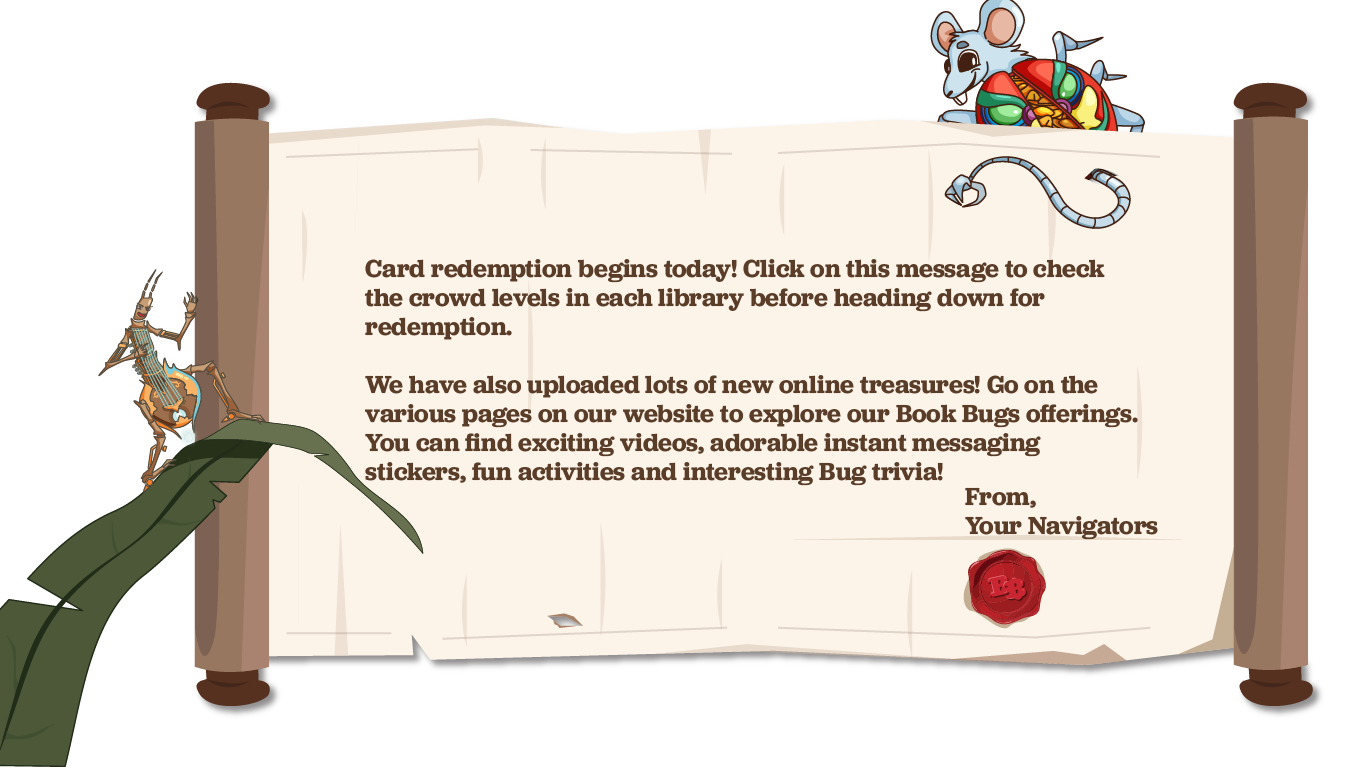 Card redemption begins today! Click on this message to check
the crowd levels in each library before heading down for
redemption.
We have also uploaded lots of new online treasures! Go on the
various pages on our website to explore our Book Bugs offerings.
You can find exciting videos, adorable instant messaging
stickers, fun activities and interesting Bug trivia!
From,
Your Navigators
BB